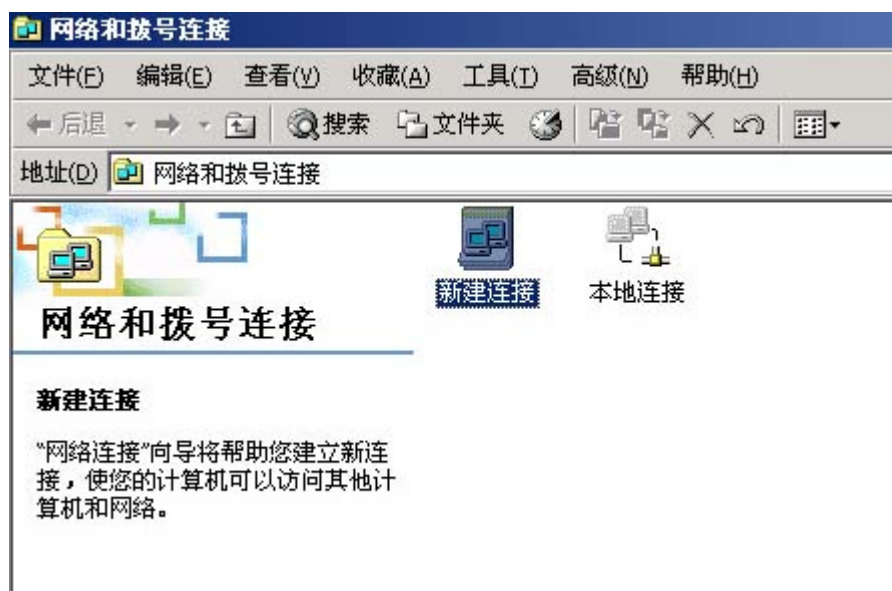 网络和拨号连接
文件(F) 编辑(E) 查看(V) 收藏(A) 工具(T) 高级(N) 帮助(H)
后退 搜索 文件夹
地址(D) 网络和拨号连接
新建连接 本地连接
网络和拨号连接
新建连接
“网络连接”向导将帮助您建立新连
接，使您的计算机可以访问其他计
算机和网络。